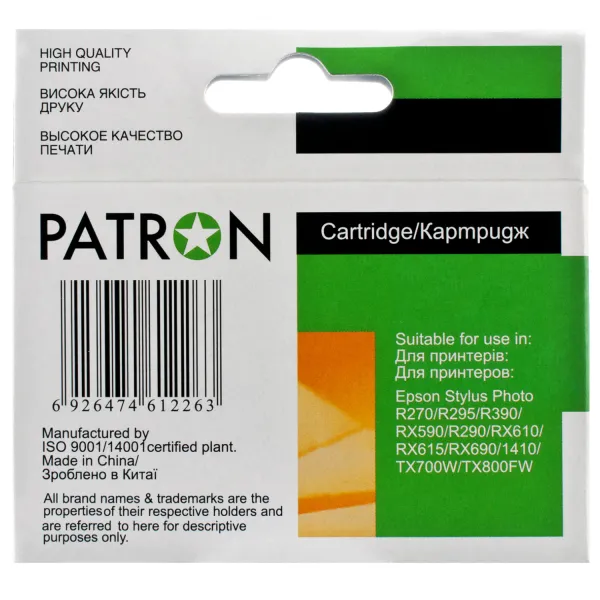 HIGH QUALITY
PRINTING
ВИСОКА ЯКІСТЬ
ДРУКУ
ВЫСОКОЕ КАЧЕСТВО
ПЕЧАТИ
PATRON
Cartridge/Картридж
Suitable for use in:
Для принтерів:
Для принтеров:
Epson Stylus Photo
R270/R295/R390/
RX590/R290/RX610/
RX615/RX690/1410/
TX700W/TX800FW
6 926474 612263
Manufactured by
ISO 9001/14001certified plant.
Made in China/
Зроблено в Китаї
All brand names & trademarks are the
properties of their respective holders and
are referred to here for descriptive
purposes only.